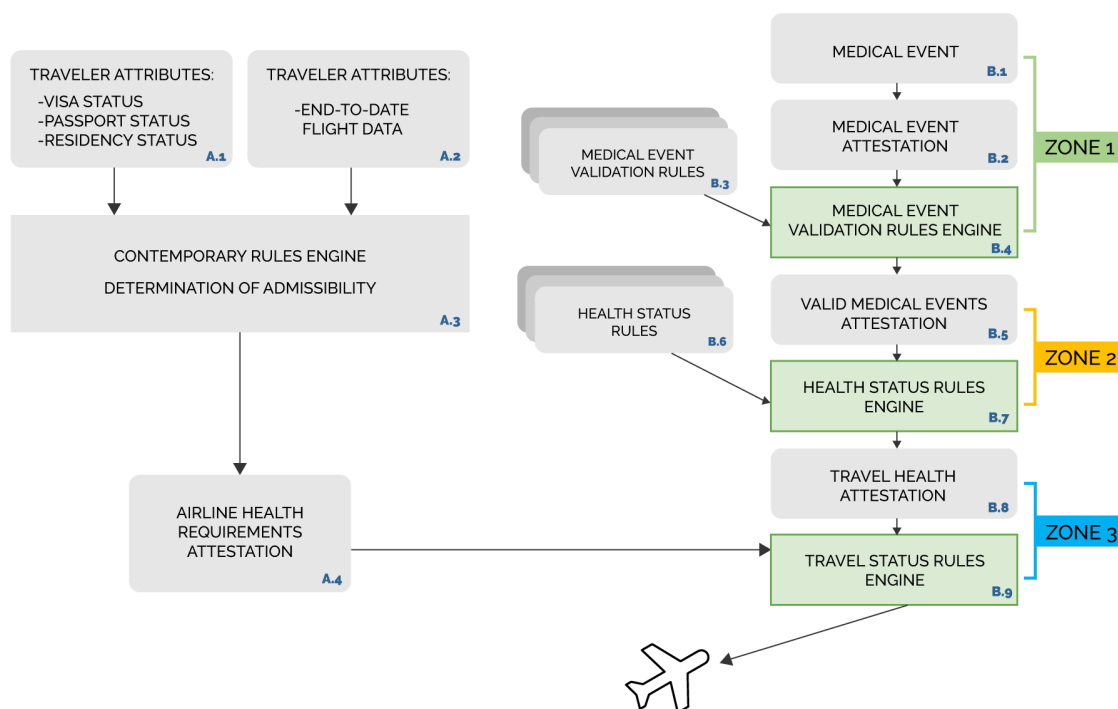 TRAVELER ATTRIBUTES:
-VISA STATUS
-PASSPORT STATUS
-RESIDENCY STATUS
A.1
TRAVELER ATTRIBUTES:
-END-TO-DATE
FLIGHT DATA
A.2
CONTEMPORARY RULES ENGINE
DETERMINATION OF ADMISSIBILITY
A.3
AIRLINE HEALTH
REQUIREMENTS
ATTESTATION
A.4
MEDICAL EVENT
B.1
MEDICAL EVENT
ATTESTATION
B.2
MEDICAL EVENT
VALIDATION RULES
B.3
MEDICAL EVENT
VALIDATION RULES ENGINE
B.4
ZONE 1
VALID MEDICAL EVENTS
ATTESTATION
B.5
HEALTH STATUS
RULES
B.6
HEALTH STATUS RULES
ENGINE
B.7
ZONE 2
TRAVEL HEALTH
ATTESTATION
B.8
TRAVEL STATUS RULES
ENGINE
B.9
ZONE 3